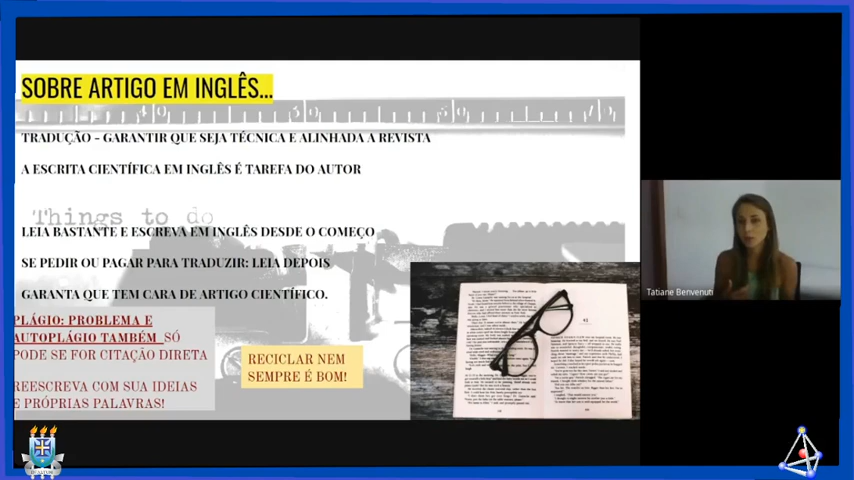 SOBRE ARTIGO EM INGLÊS...
TRADUÇÃO - GARANTIR QUE SEJA TÉCNICA E ALINHADA A REVISTA
A ESCRITA CIENTÍFICA EM INGLÊS É TAREFA DO AUTOR
Things to do
LEIA BASTANTE E ESCREVA EM INGLÊS DESDE O COMEÇO
SE PEDIR OU PAGAR PARA TRADUZIR: LEIA DEPOIS
GARANTA QUE TEM CARA DE ARTIGO CIENTÍFICO.
PLÁGIO: PROBLEMA E
AUTOPLÁGIO TAMBÉM SÓ
PODE SE FOR CITAÇÃO DIRETA
REESCREVA COM SUA IDEIAS
E PRÓPRIAS PALAVRAS!
RECICLAR NEM
SEMPRE É BOM!
Tatiane Benvenuti